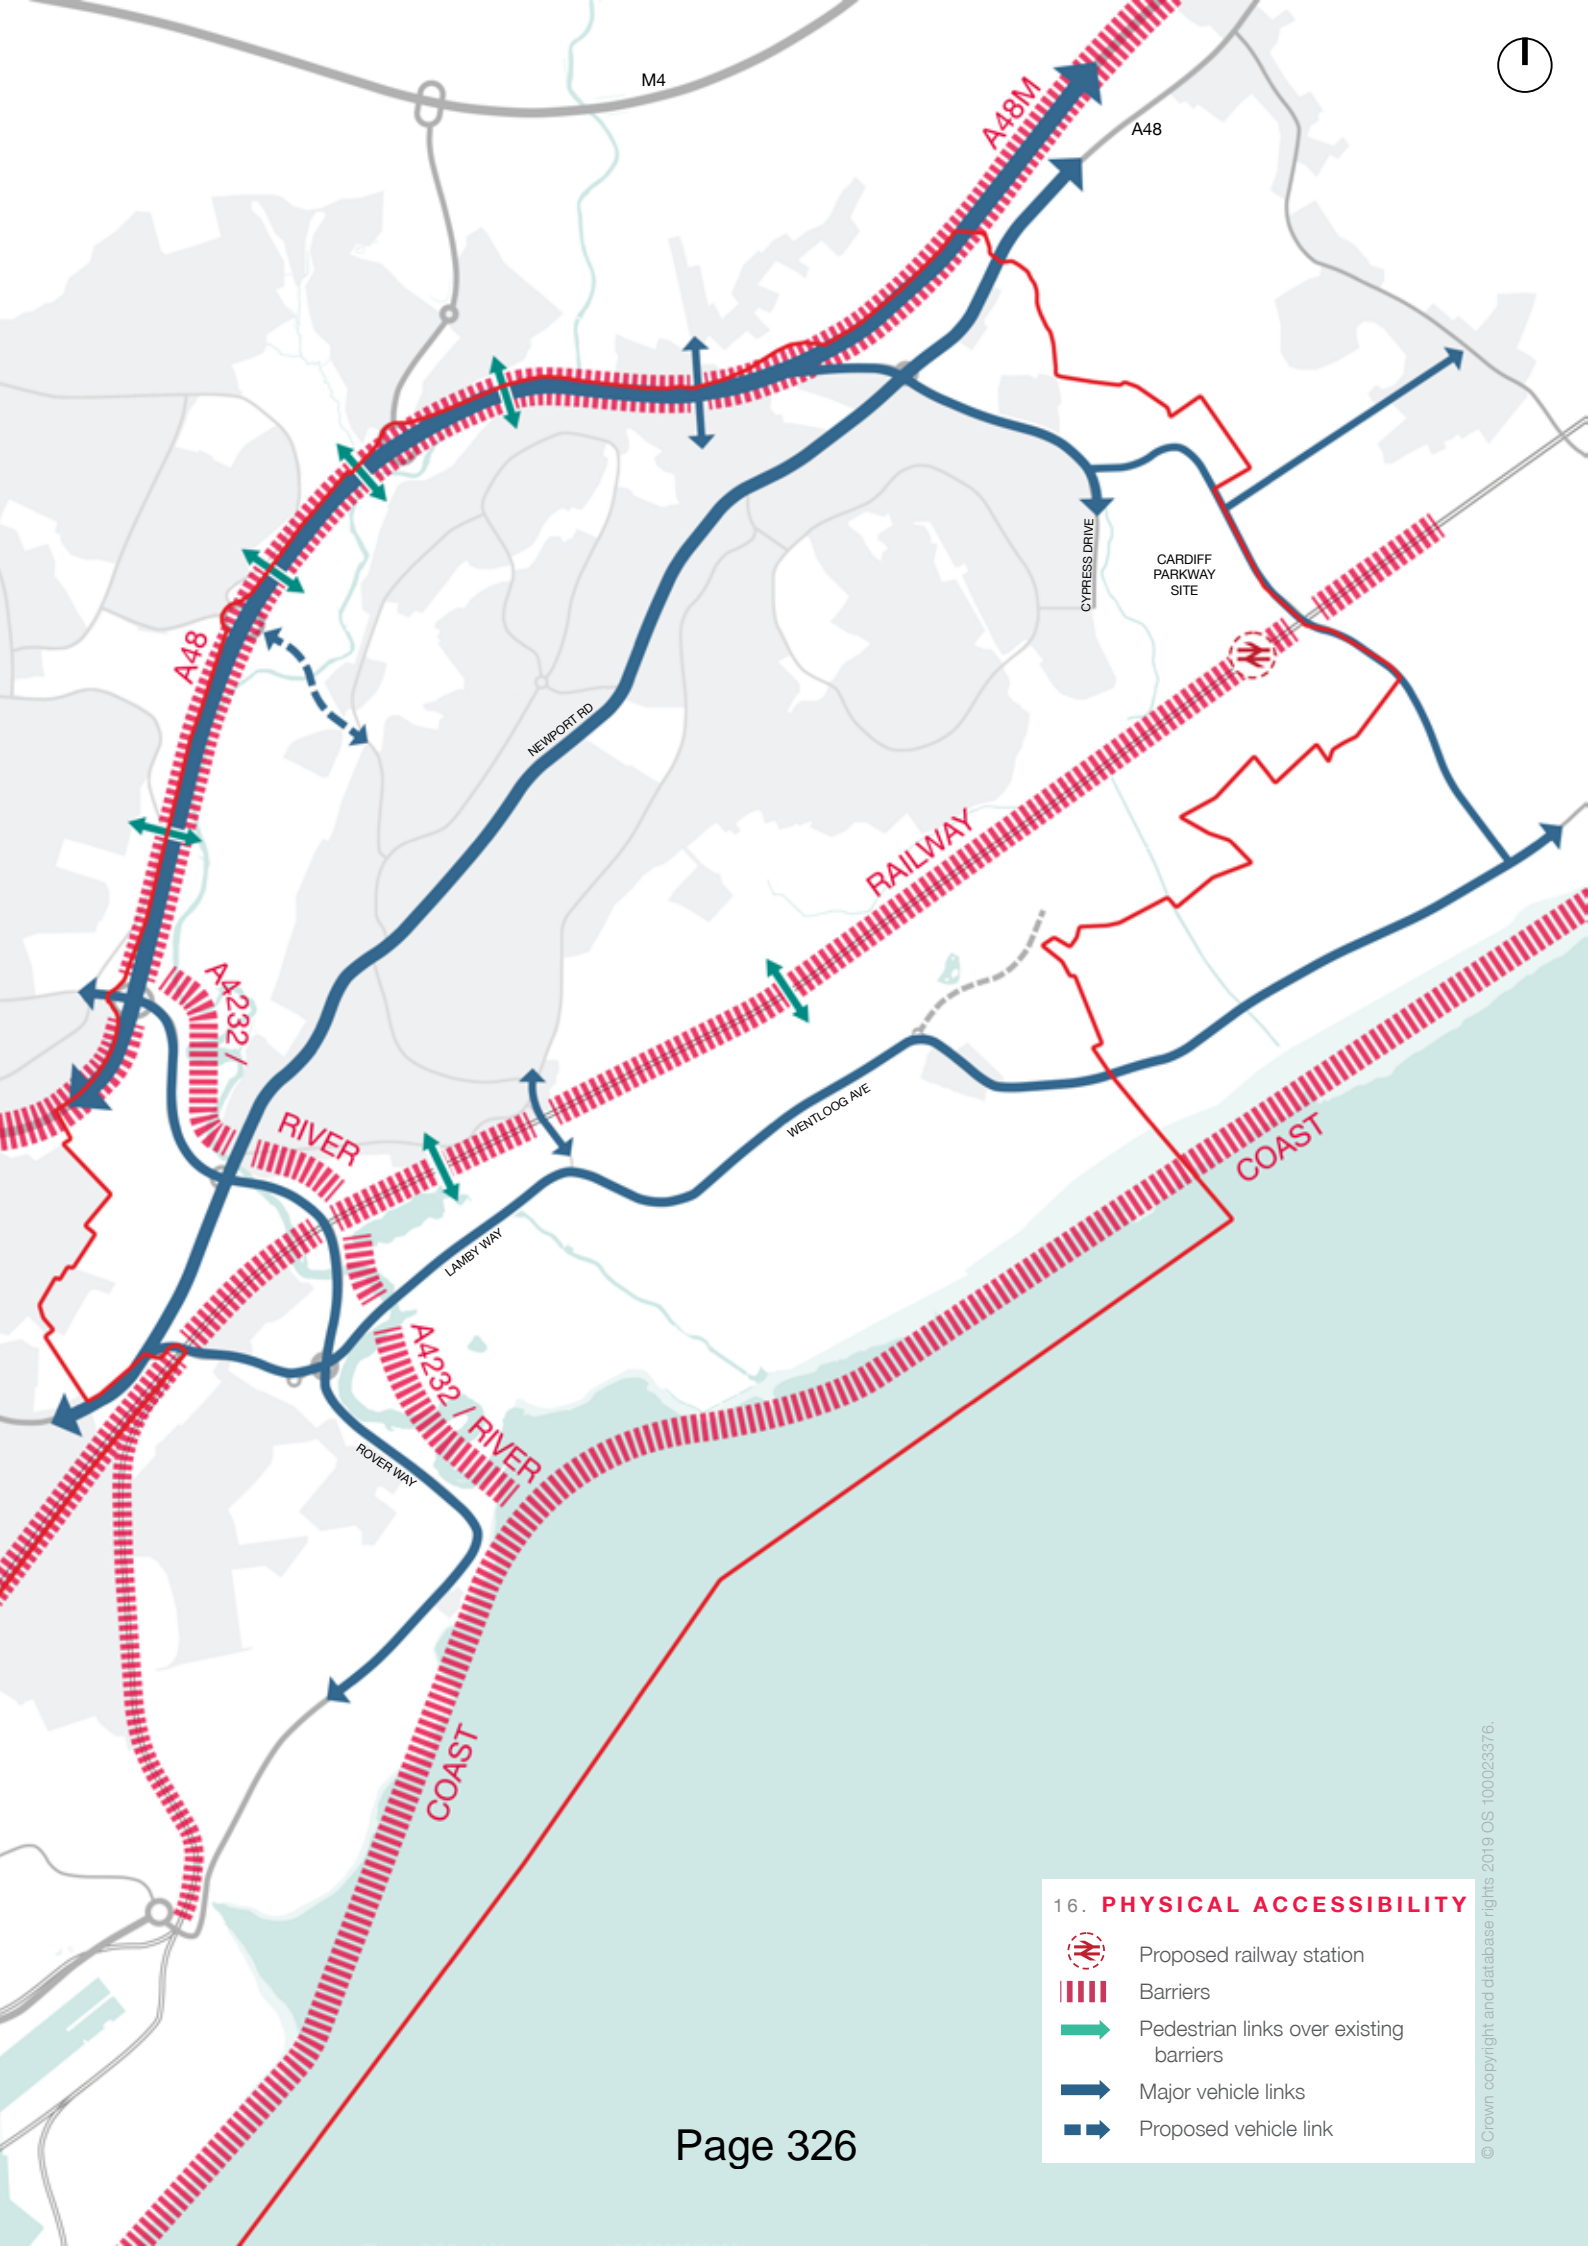 M4
A48M
A48
CYPRESS DRIVE
CARDIFF
PARKWAY
SITE
A48
NEWPORT RD
RAILWAY
A4232 /
RIVER
WENTLOOG AVE
COAST
LAMBY WAY
A4232 / RIVER
ROVER WAY
COAST
16. PHYSICAL ACCESSIBILITY
Proposed railway station
Barriers
Pedestrian links over existing
barriers
Major vehicle links
Proposed vehicle link
© Crown copyright and database rights 2019 OS 100023376.
Page 326